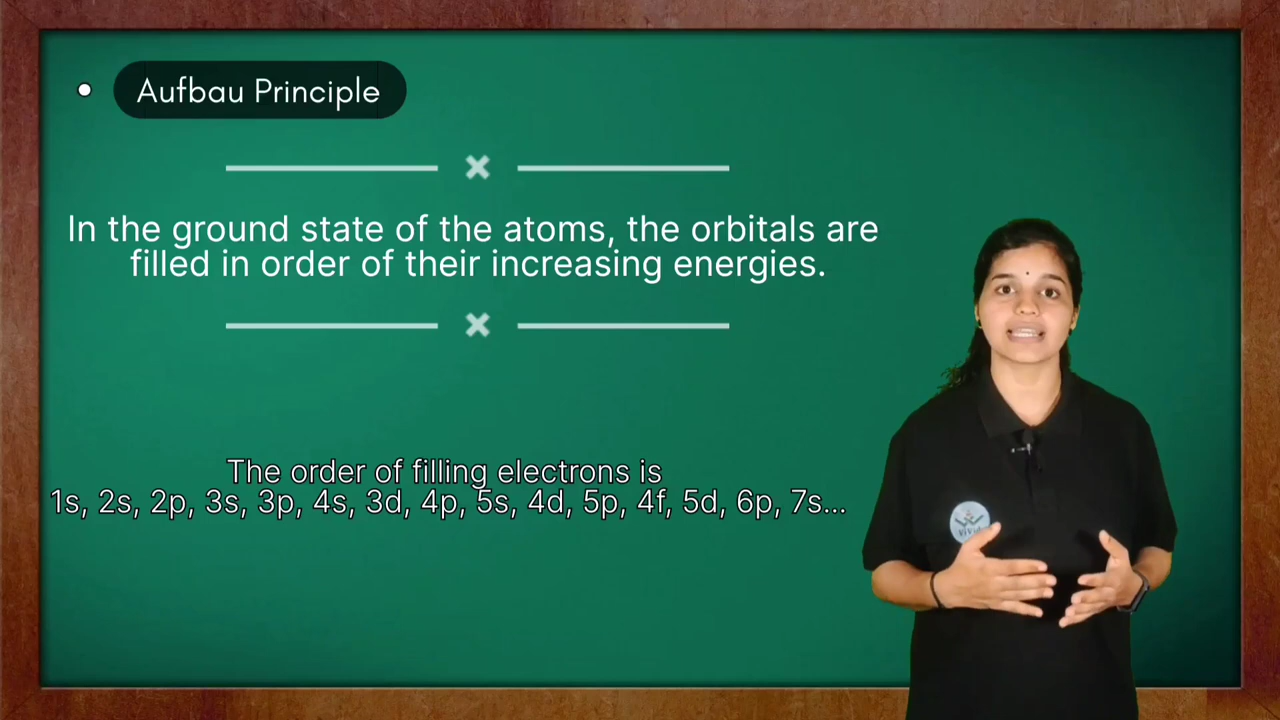 Aufbau Principle
In the ground state of the atoms, the orbitals are
filled in order of their increasing energies.
The order of filling electrons is
1s, 2s, 2p, 3s, 3p, 4s, 3d, 4p, 5s, 4d, 5p, 4f, 5d, 6p, 7s...